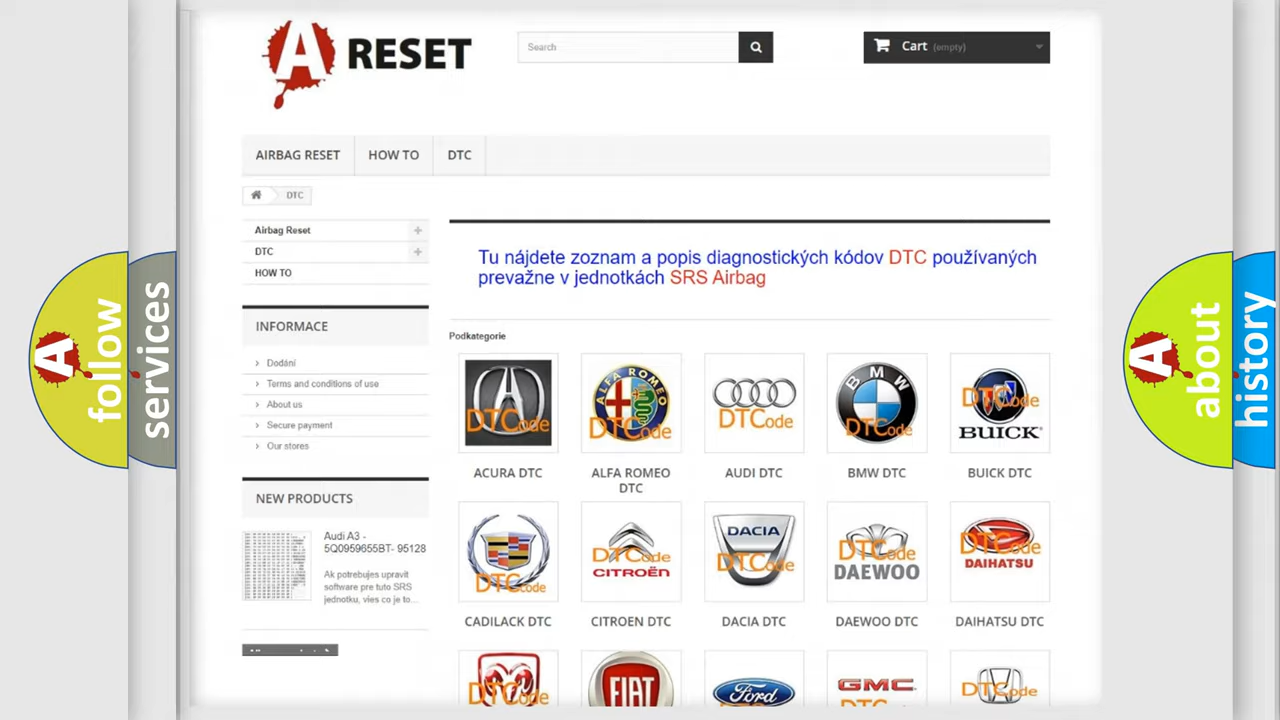 A RESET
Search
Cart (empty)
AIRBAG RESET
HOW TO
DTC
DTC
Airbag Reset
DTC
HOW TO
INFORMACE
Dodání
Terms and conditions of use
About us
Secure payment
Our stores
NEW PRODUCTS
Audi A3 -
5Q0959655BT- 95128
Ak potrebujes upravit
software pre tuto SRS
jednotku, vies co je to...
Tu nájdete zoznam a popis diagnostických kódov DTC používaných
prevažne v jednotkách SRS Airbag
Podkategorie
DTCode
ALFA ROMEO
DTCode
DTCode
BMW
DTCode
DTCode
BUICK
ACURA DTC
ALFA ROMEO
DTC
AUDI DTC
BMW DTC
BUICK DTC
DTCode
DTCode
CITROËN
DACIA
DTCode
DTCode
DAEWOO
DTCode
DAIHATSU
CADILACK DTC
CITROEN DTC
DACIA DTC
DAEWOO DTC
DAIHATSU DTC
DTCode
FIAT
Ford
GMC
DTCode
A follow
services
A about
history